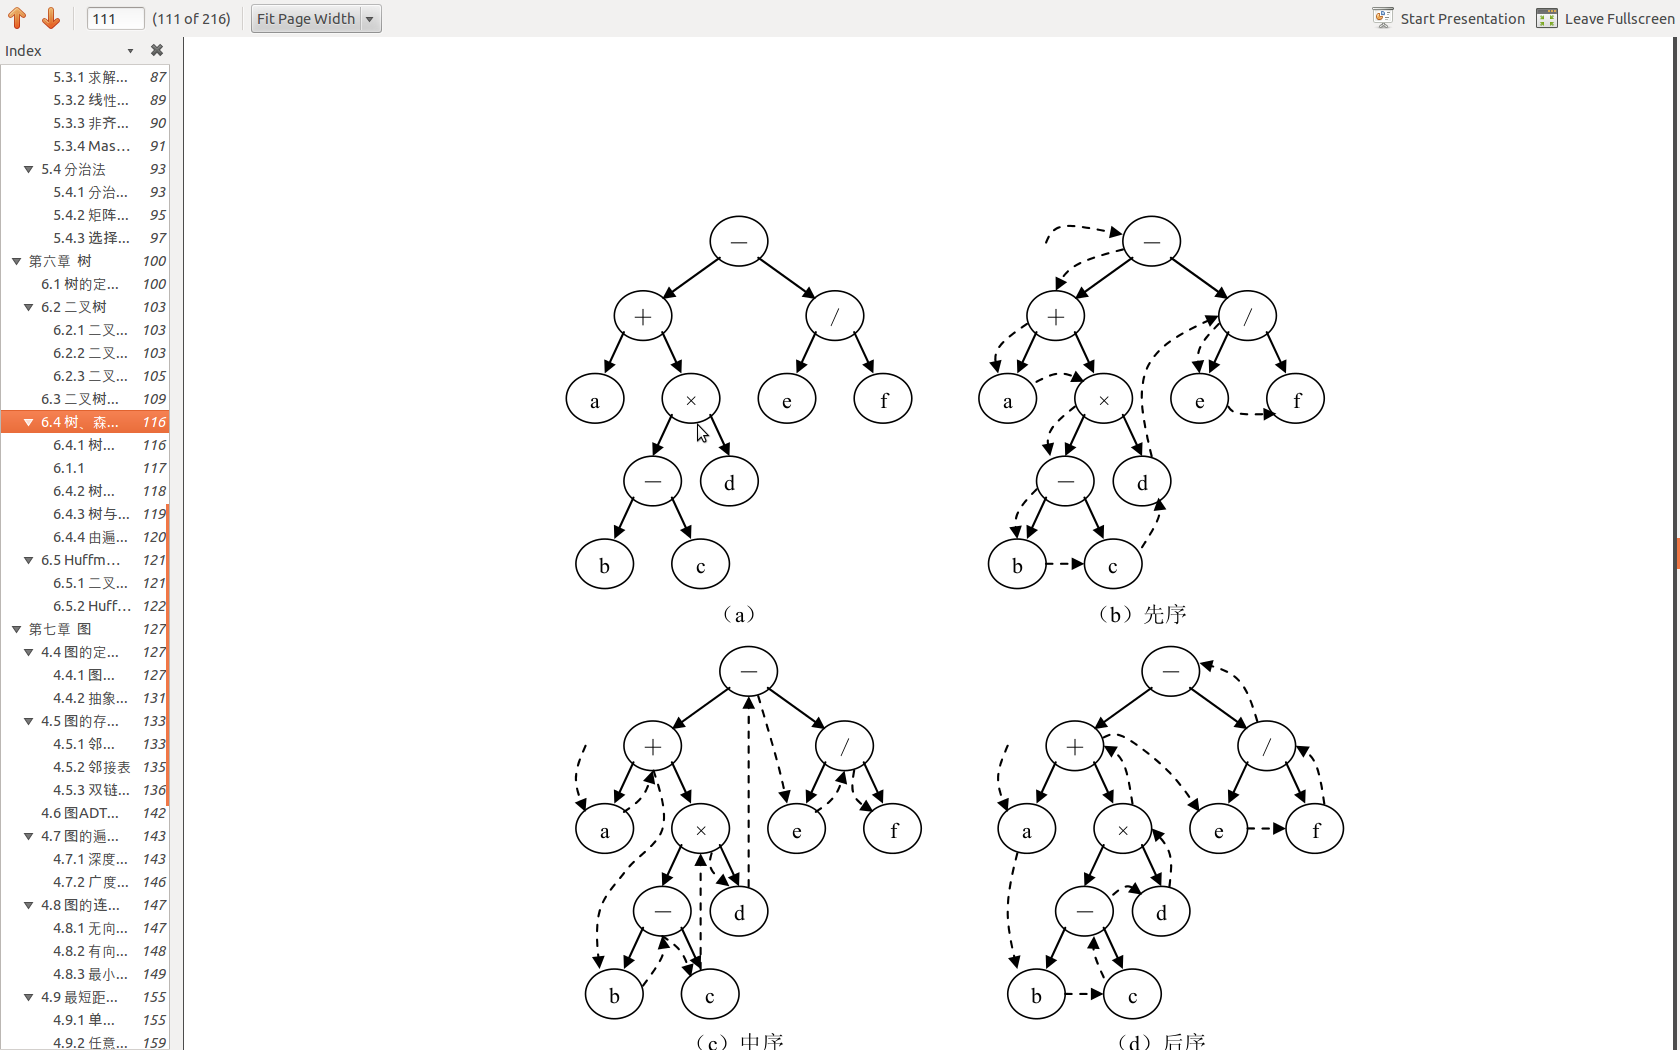 111 (111 of 216) Fit Page Width Start Presentation Leave Fullscreen
Index
5.3.1 求解... 87
5.3.2 线性... 89
5.3.3 非齐... 90
5.3.4 Mas... 91
5.4 分治法 93
5.4.1 分治... 93
5.4.2 矩阵... 95
5.4.3 选择... 97
第六章 树 100
6.1 树的定... 100
6.2 二叉树 103
6.2.1 二叉... 103
6.2.2 二叉... 103
6.2.3 二叉... 105
6.3 二叉树... 109
6.4 树、森... 116
6.4.1 树... 116
6.1.1 117
6.4.2 树... 118
6.4.3 树与... 119
6.4.4 由遍... 120
6.5 Huffm... 121
6.5.1 二叉... 121
6.5.2 Huff... 122
第七章 图 127
4.4 图的定... 127
4.4.1 图... 127
4.4.2 抽象... 131
4.5 图的存... 133
4.5.1 邻... 133
4.5.2 邻接表 135
4.5.3 双链... 136
4.6 图ADT... 142
4.7 图的遍... 143
4.7.1 深度... 143
4.7.2 广度... 146
4.8 图的连... 147
4.8.1 无向... 147
4.8.2 有向... 148
4.8.3 最小... 149
4.9 最短距... 155
4.9.1 单... 155
4.9.2 任意... 159
—
+ /
a × e f
— d
b c
（a）
—
+ /
a × e f
— d
b c
（b）先序
—
+ /
a × e f
— d
b c
（c）中序
—
+ /
a × e f
— d
b c
（d）后序